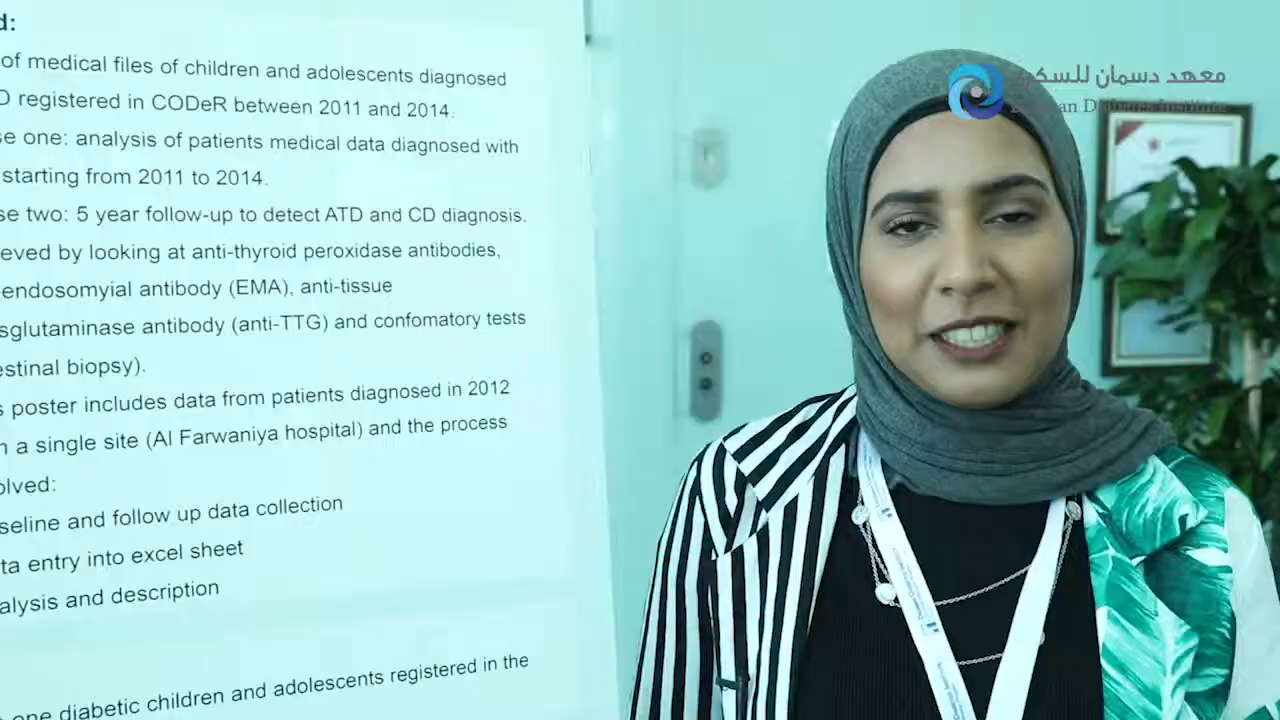 d:
of medical files of children and adolescents diagnosed
D registered in CODeR between 2011 and 2014.
se one: analysis of patients medical data diagnosed with
starting from 2011 to 2014.
se two: 5 year follow-up to detect ATD and CD diagnosis.
eved by looking at anti-thyroid peroxidase antibodies,
-endosomyial antibody (EMA), anti-tissue
sglutaminase antibody (anti-TTG) and confomatory tests
estinal biopsy).
s poster includes data from patients diagnosed in 2012
n a single site (Al Farwaniya hospital) and the process
olved:
seline and follow up data collection
ta entry into excel sheet
alysis and description
one diabetic children and adolescents registered in the
معهد دسمان للسكري
an Diabetes Institute